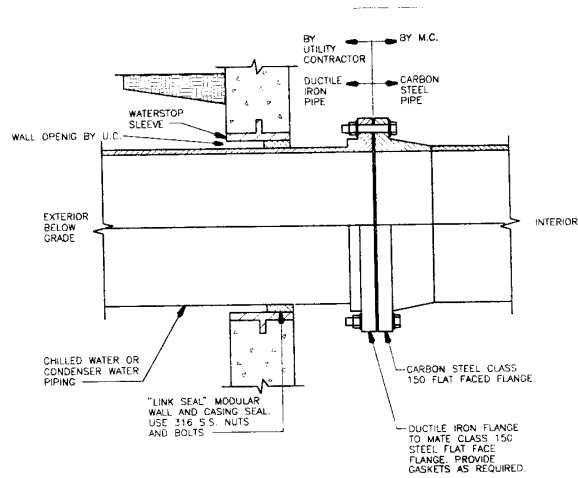 BY
UTILITY
CONTRACTOR
BY M.C.
DUCTILE
IRON
PIPE
CARBON
STEEL
PIPE
WATERSTOP
SLEEVE
WALL OPENIG BY U.C.
EXTERIOR
BELOW
GRADE
INTERIOR
CHILLED WATER OR
CONDENSER WATER
PIPING
"LINK SEAL" MODULAR
WALL AND CASING SEAL.
USE 316 S.S. NUTS
AND BOLTS
CARBON STEEL CLASS
150 FLAT FACED FLANGE
DUCTILE IRON FLANGE
TO MATE CLASS 150
STEEL FLAT FACE
FLANGE. PROVIDE
GASKETS AS REQUIRED.